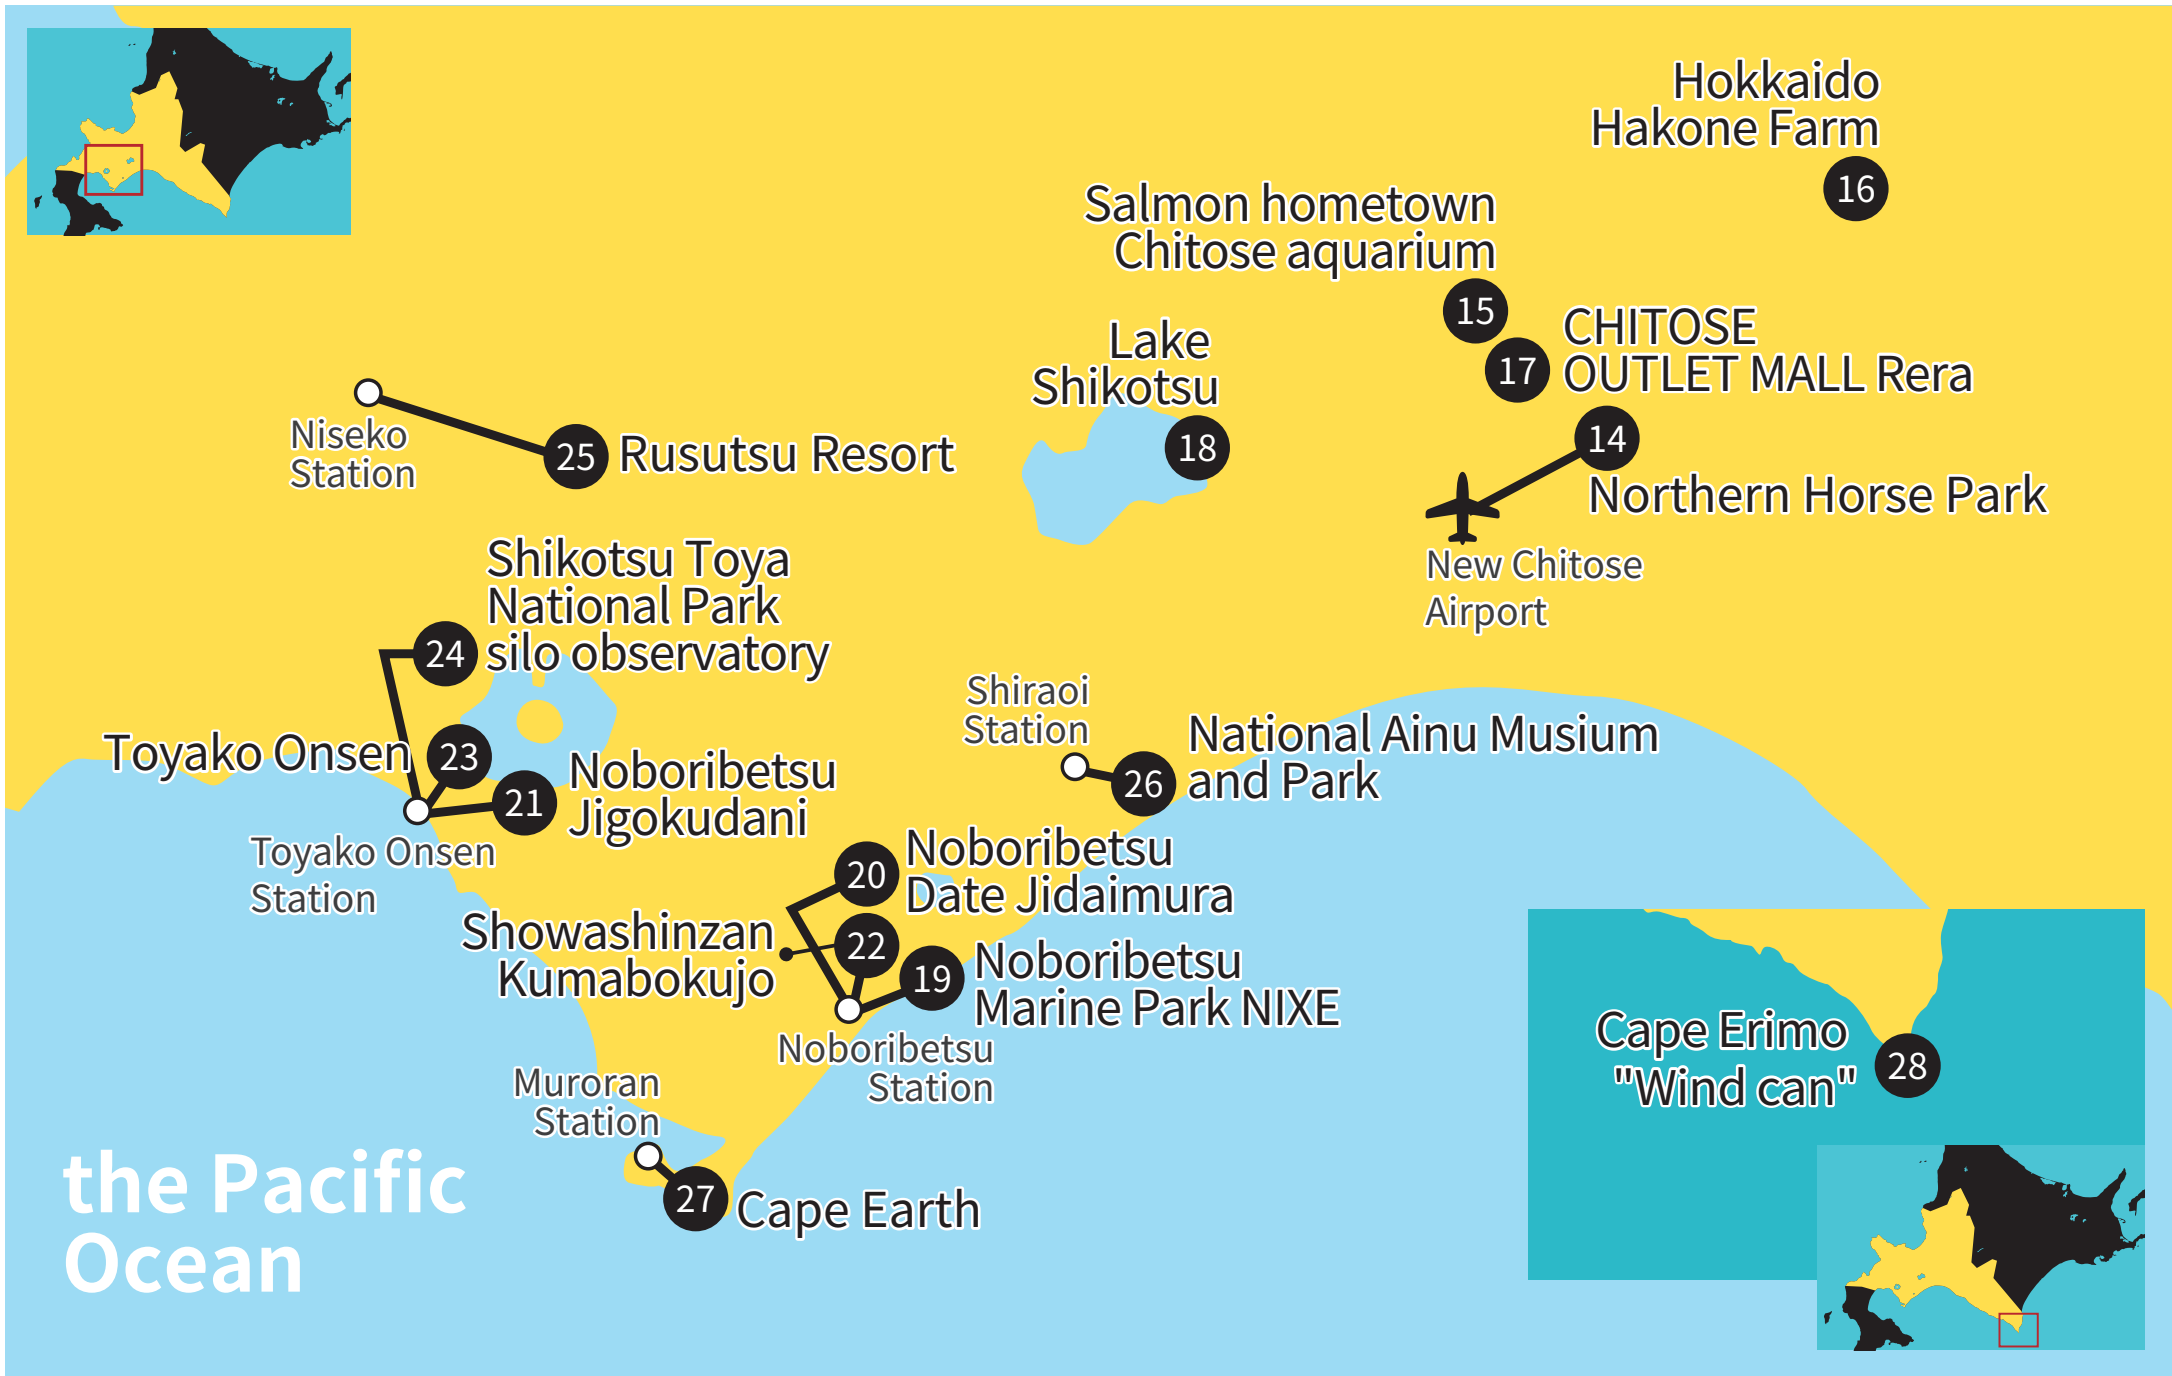 Hokkaido
Hakone Farm
16
Salmon hometown
Chitose aquarium
15
CHITOSE
OUTLET MALL Rera
17
Lake
Shikotsu
18
14
Northern Horse Park
New Chitose
Airport
Niseko
Station
25
Rusutsu Resort
Shikotsu Toya
National Park
silo observatory
24
Toyako Onsen
23
21
Noboribetsu
Jigokudani
Toyako Onsen
Station
Shiraoi
Station
26
National Ainu Musium
and Park
20
Noboribetsu
Date Jidaimura
Showashinzan
Kumabokujo
22
19
Noboribetsu
Marine Park NIXE
Noboribetsu
Station
Muroran
Station
27
Cape Earth
Cape Erimo
"Wind can"
28
the Pacific
Ocean